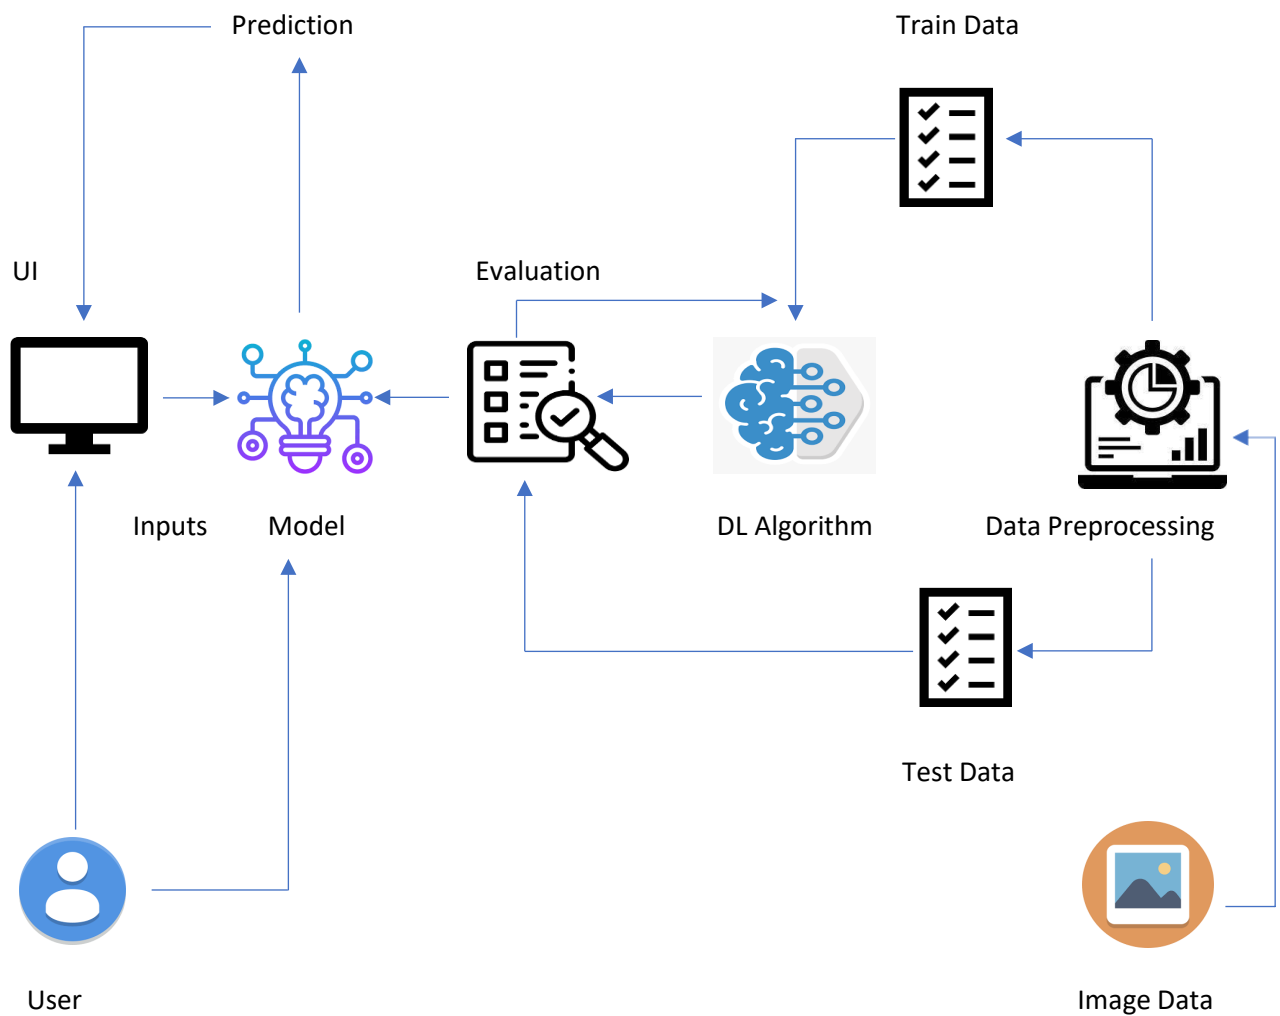 Prediction
Train Data
UI
Evaluation
Inputs
Model
DL Algorithm
Data Preprocessing
Test Data
User
Image Data